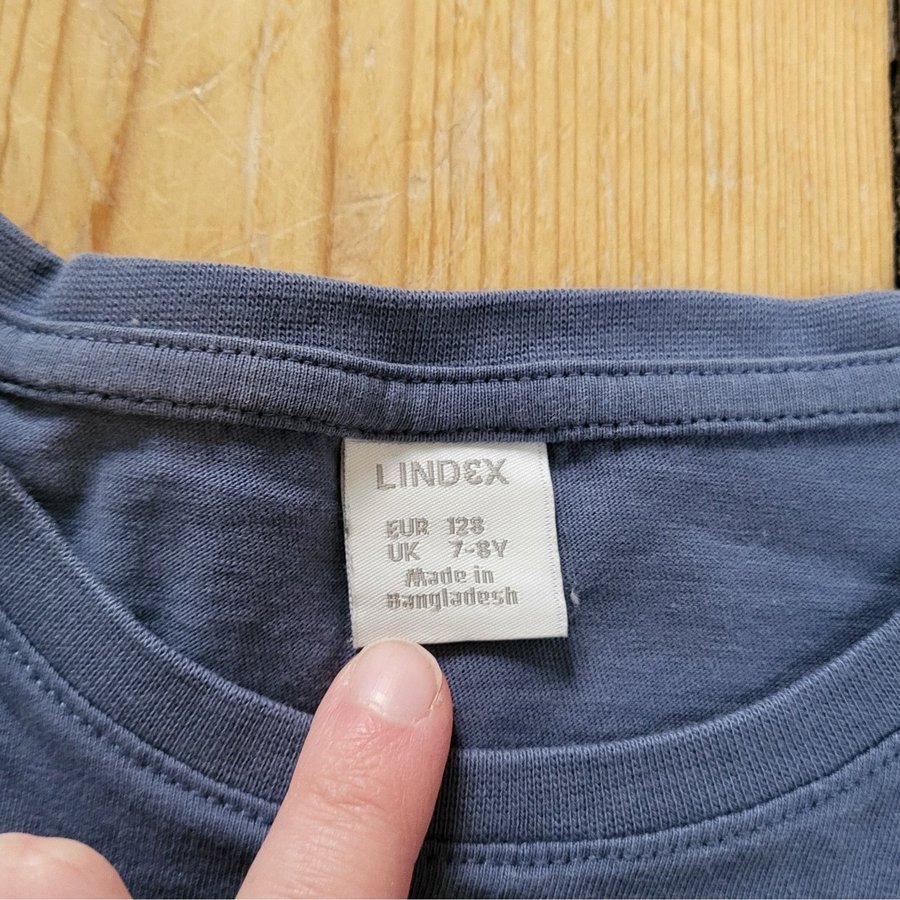 LINDEX
EUR 128
UK 7-8Y
Made in
Bangladesh